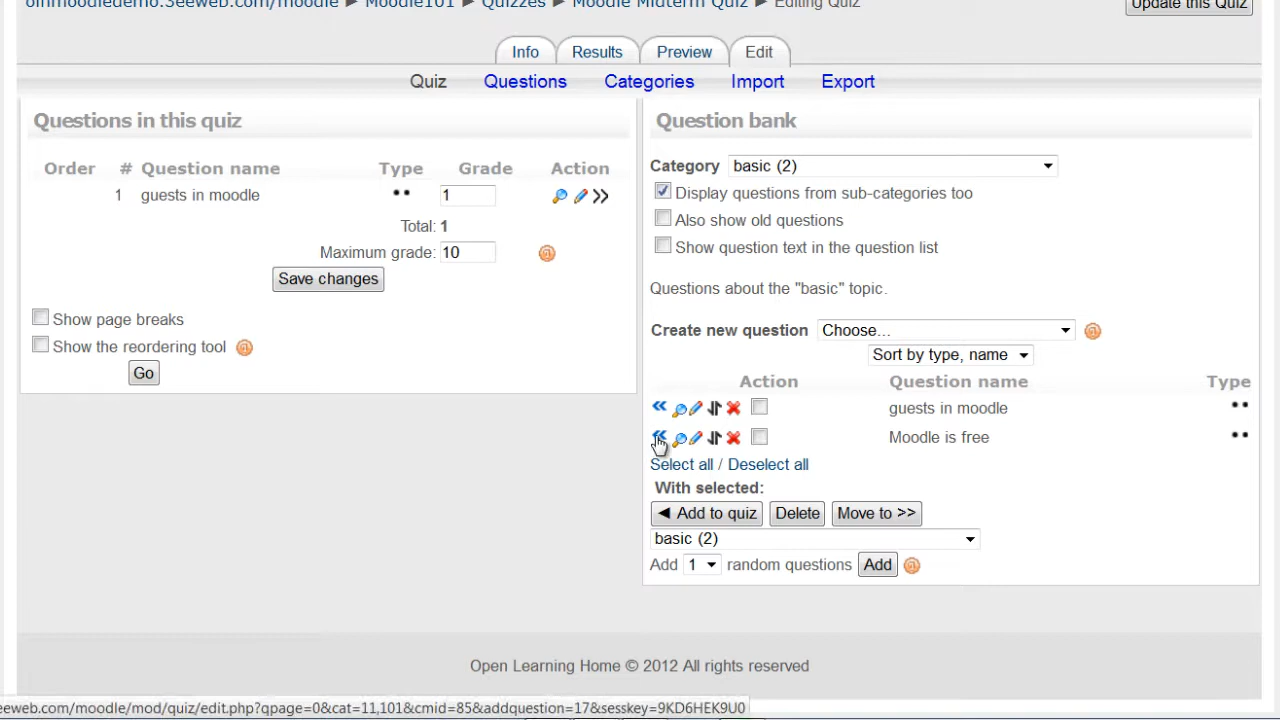 olhmoodledemo.3eeweb.com/moodle ► Moodle101 ► Quizzes ► Moodle Midterm Quiz ► Editing Quiz
Update this Quiz
Info Results Preview Edit
Quiz Questions Categories Import Export
Questions in this quiz
Order # Question name Type Grade Action
1 guests in moodle •• 1
Total: 1
Maximum grade: 10
Save changes
Show page breaks
Show the reordering tool
Go
Question bank
Category basic (2)
Display questions from sub-categories too
Also show old questions
Show question text in the question list
Questions about the "basic" topic.
Create new question Choose...
Sort by type, name
Action Question name Type
guests in moodle ••
Moodle is free ••
Select all / Deselect all
With selected:
◄ Add to quiz Delete Move to >>
basic (2)
Add 1 random questions Add
Open Learning Home © 2012 All rights reserved
eeweb.com/moodle/mod/quiz/edit.php?qpage=0&cat=11,101&cmid=85&addquestion=17&sesskey=9KD6HEK9U0